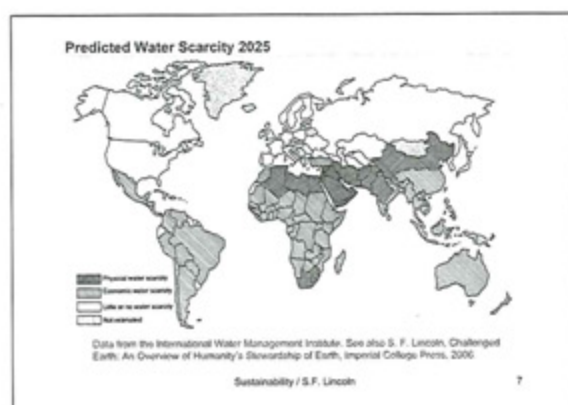 Predicted Water Scarcity 2025
Physical water scarcity
Economic water scarcity
Little or no water scarcity
Not estimated
Data from the International Water Management Institute. See also S. F. Lincoln, Challenged
Earth: An Overview of Humanity's Stewardship of Earth, Imperial College Press, 2006
Sustainability / S.F. Lincoln
7